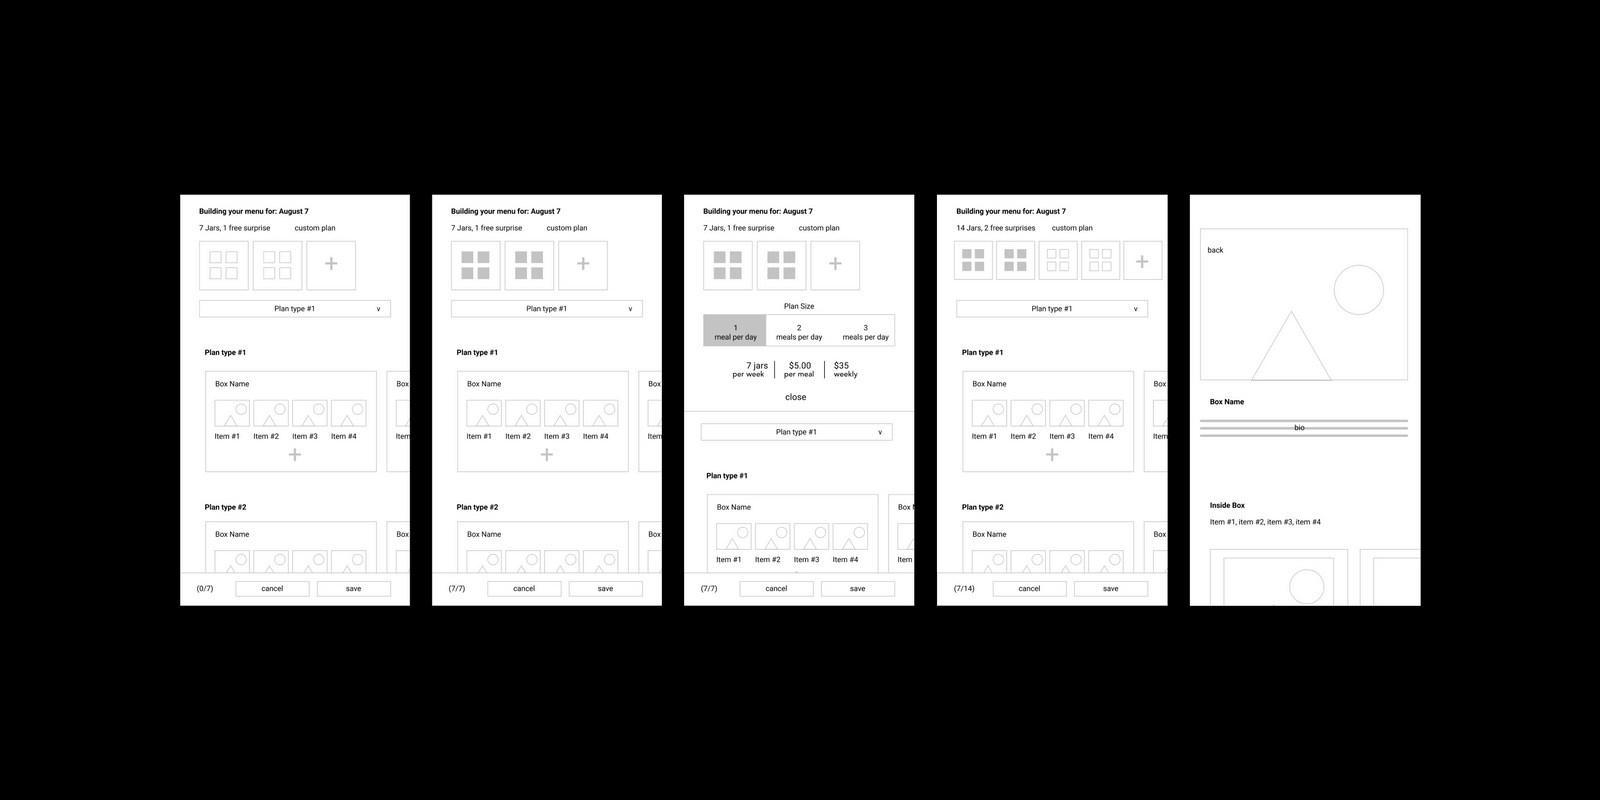 Building your menu for: August 7
7 Jars, 1 free surprise custom plan
+
Plan type #1 v
Plan type #1
Box Name
Box
Item #1 Item #2 Item #3 Item #4 Item
+
Plan type #2
Box Name
Box
(0/7) cancel save
Building your menu for: August 7
7 Jars, 1 free surprise custom plan
+
Plan type #1 v
Plan type #1
Box Name
Box
Item #1 Item #2 Item #3 Item #4 Item
+
Plan type #2
Box Name
Box
(7/7) cancel save
Building your menu for: August 7
7 Jars, 1 free surprise custom plan
+
Plan Size
1 2 3
meal per day meals per day meals per day
7 jars $5.00 $35
per week per meal weekly
close
Plan type #1 v
Plan type #1
Box Name
Box N
Item #1 Item #2 Item #3 Item #4 Item
(7/7) cancel save
Building your menu for: August 7
14 Jars, 2 free surprises custom plan
+
Plan type #1 v
Plan type #1
Box Name
Box
Item #1 Item #2 Item #3 Item #4 Item
+
Plan type #2
Box Name
Box
(7/14) cancel save
back
Box Name
bio
Inside Box
Item #1, item #2, item #3, item #4